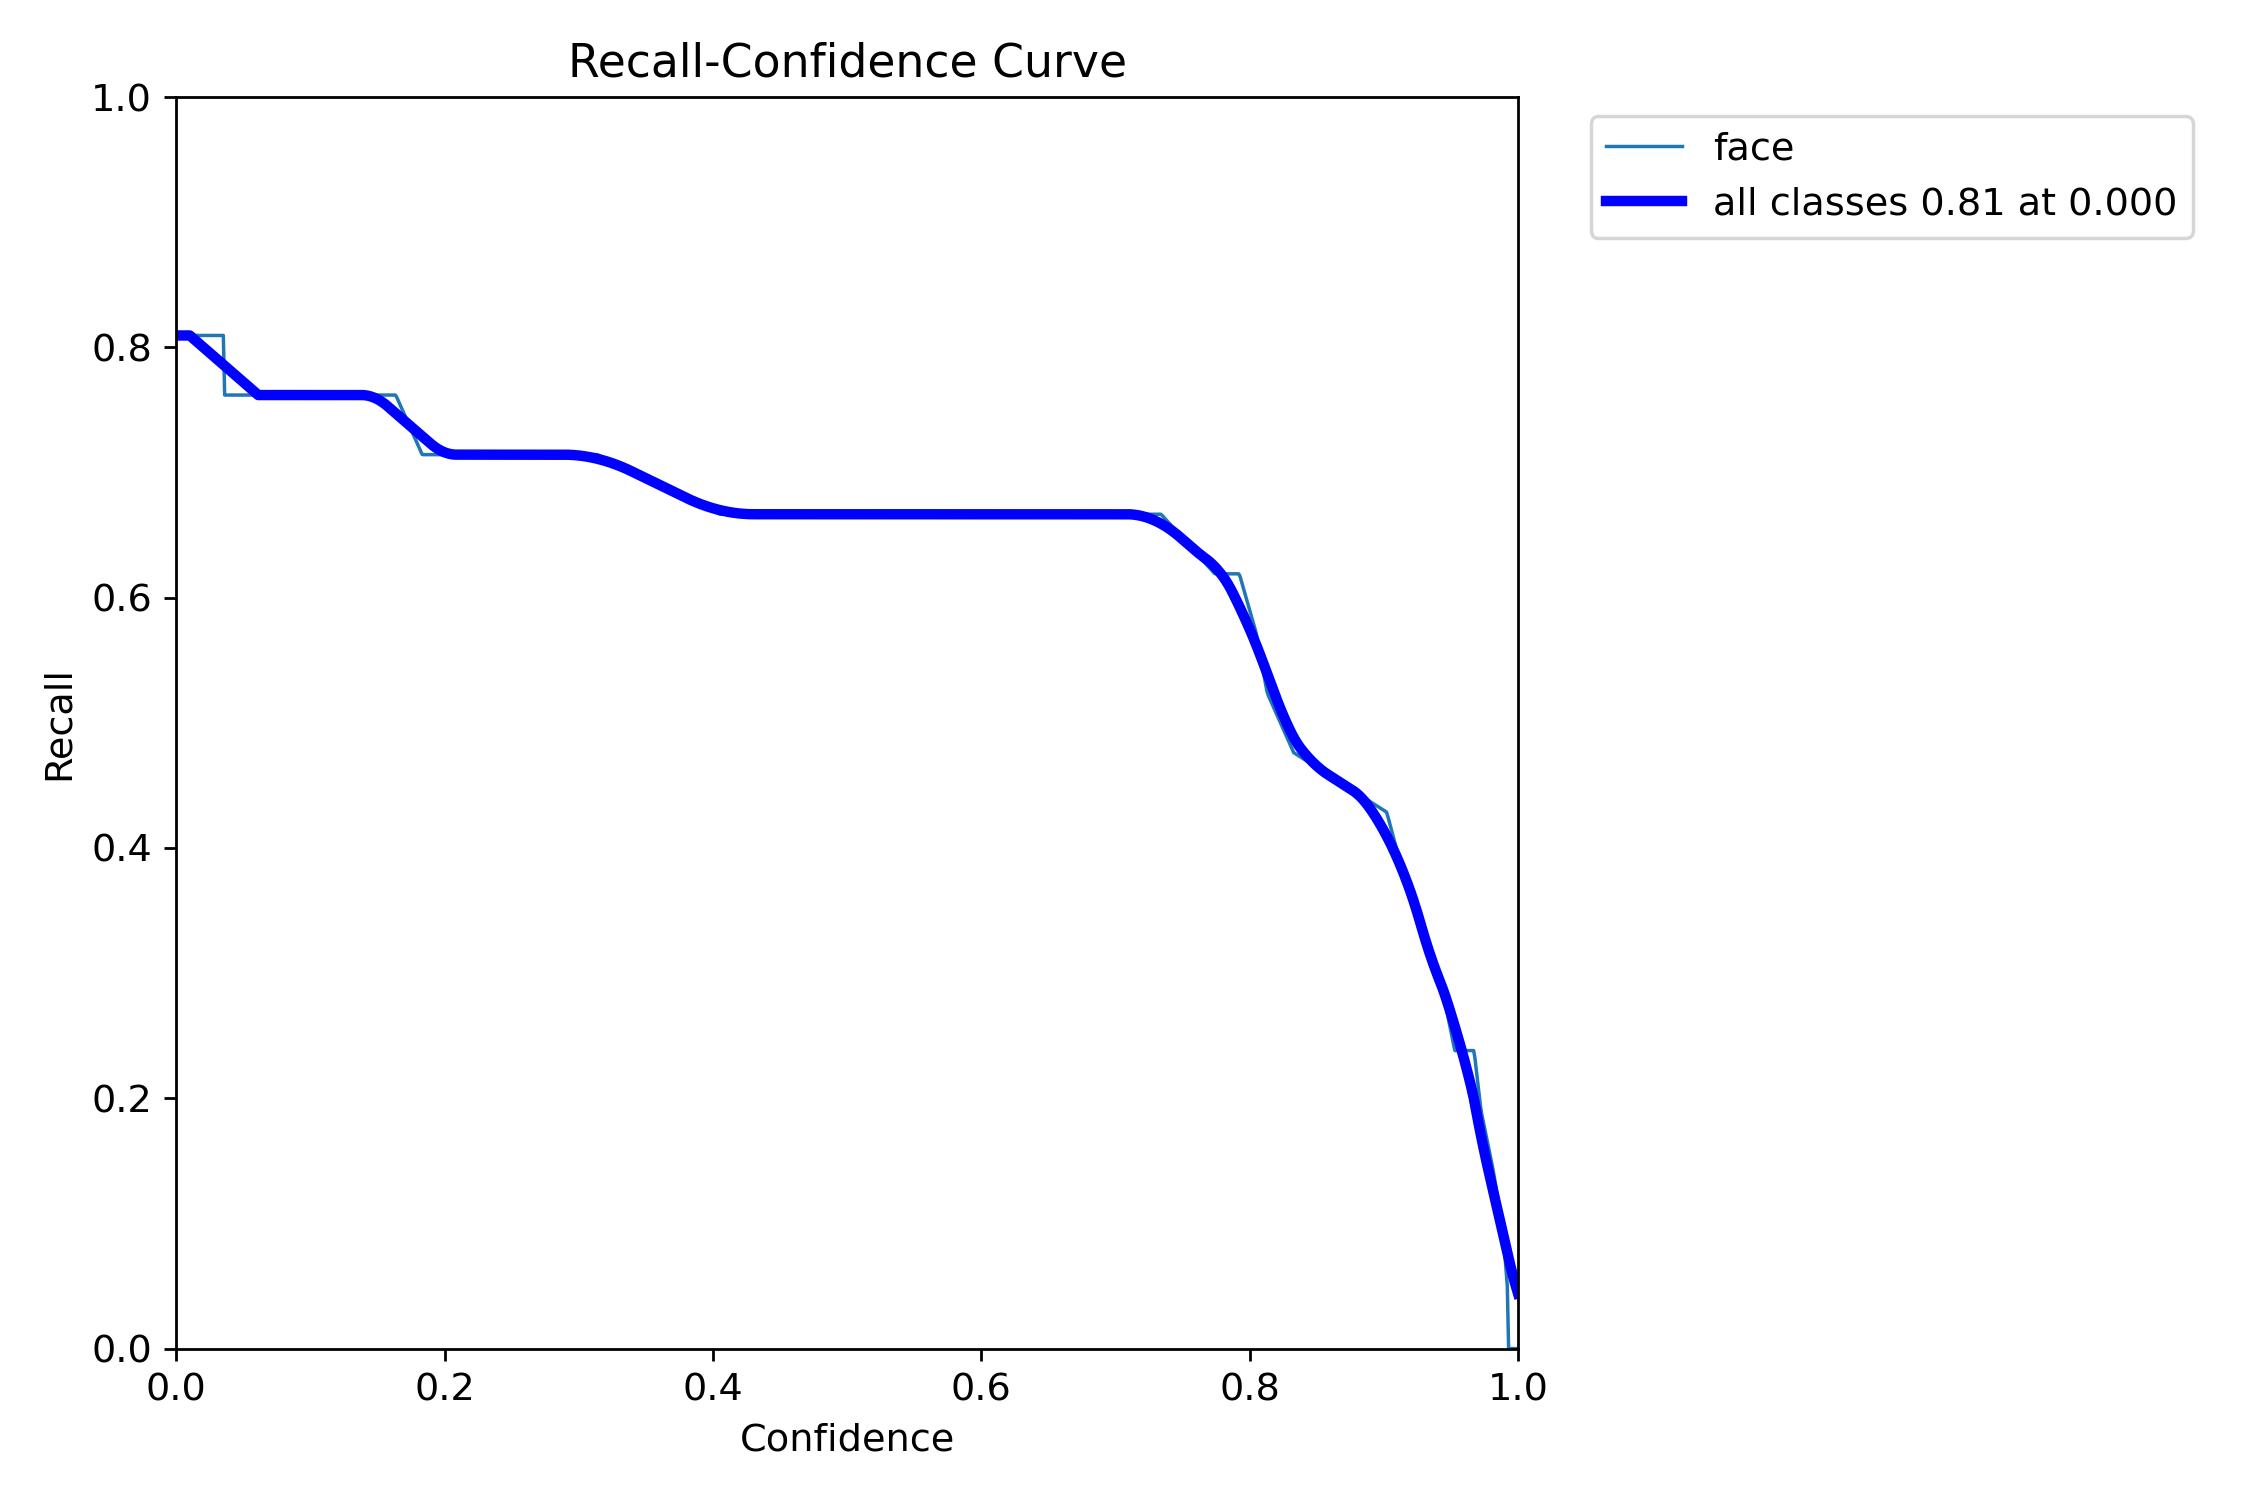 Recall-Confidence Curve
1.0
0.8
0.6
0.4
0.2
0.0
Recall
0.0 0.2 0.4 0.6 0.8 1.0
Confidence
face
all classes 0.81 at 0.000